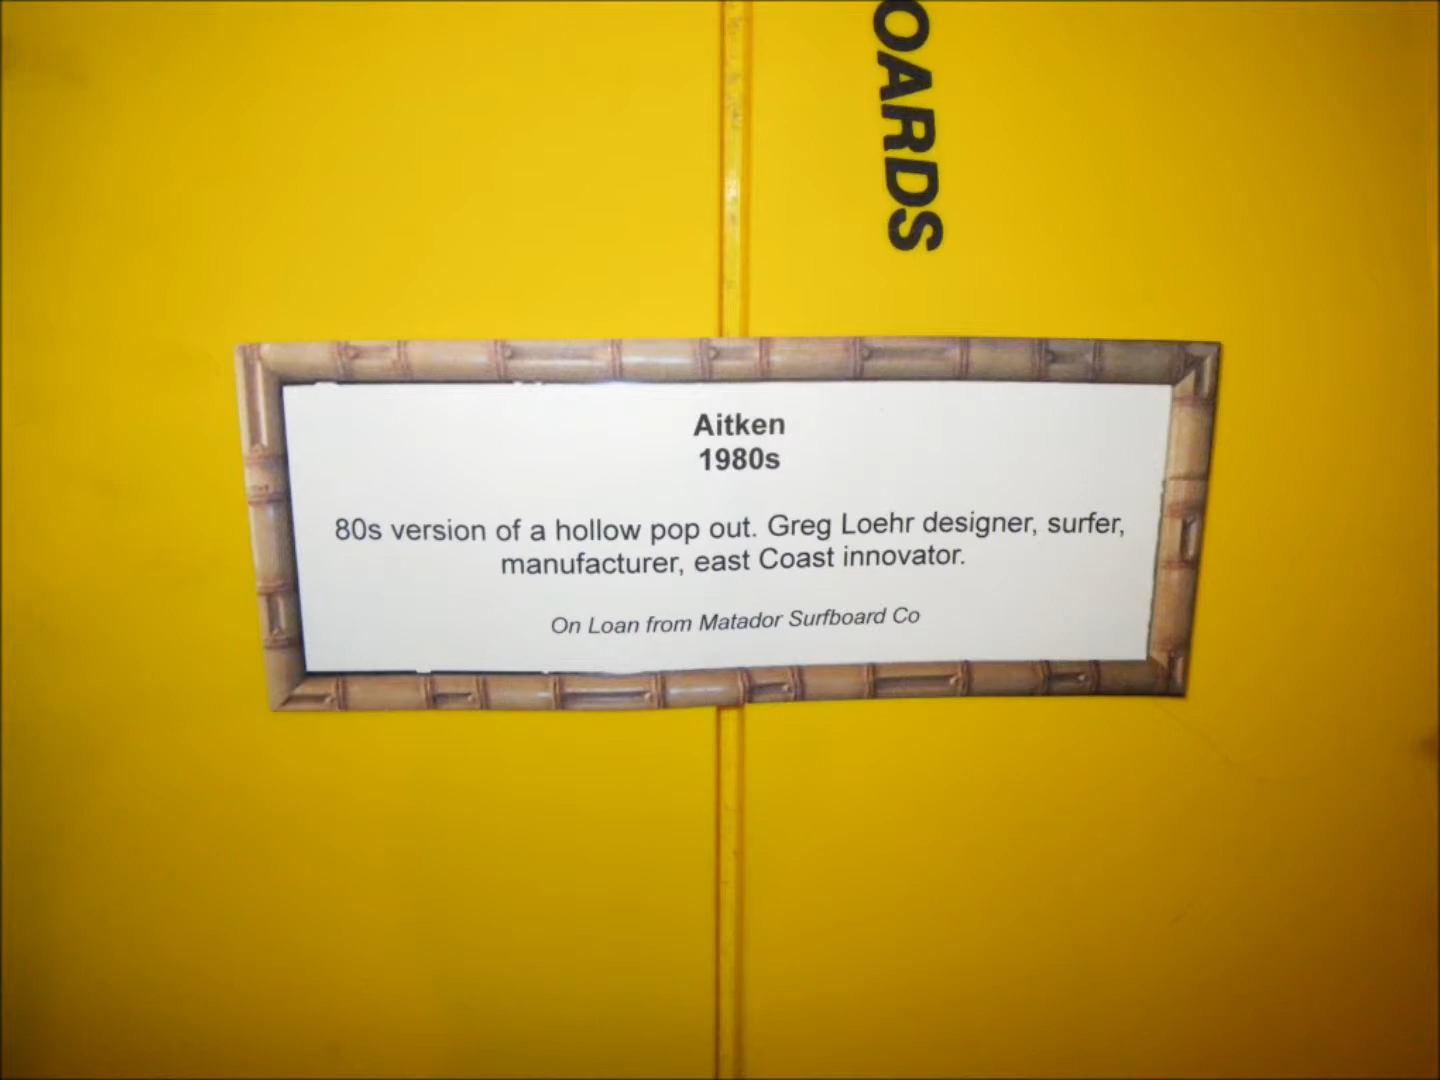 OARDS
Aitken
1980s
80s version of a hollow pop out. Greg Loehr designer, surfer,
manufacturer, east Coast innovator.
On Loan from Matador Surfboard Co